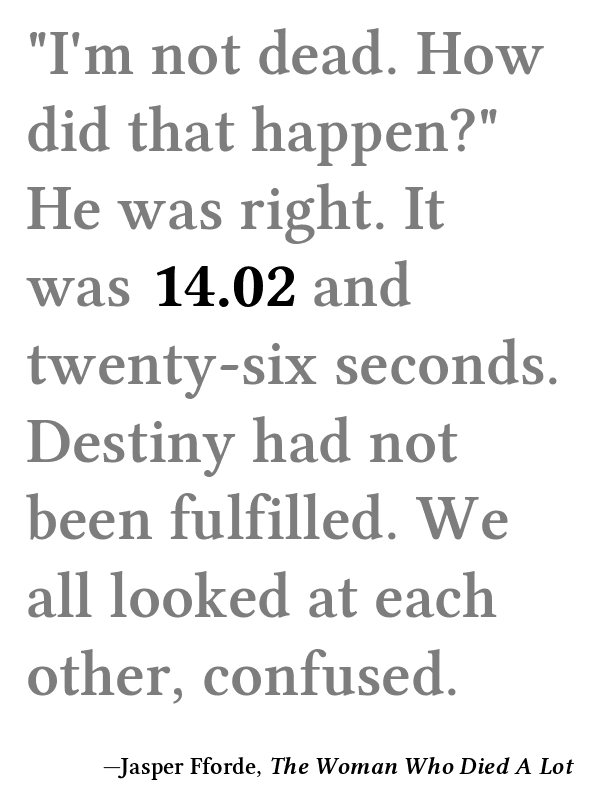 "I'm not dead. How
did that happen?"
He was right. It
was 14.02 and
twenty-six seconds.
Destiny had not
been fulfilled. We
all looked at each
other, confused.
—Jasper Fforde, The Woman Who Died A Lot